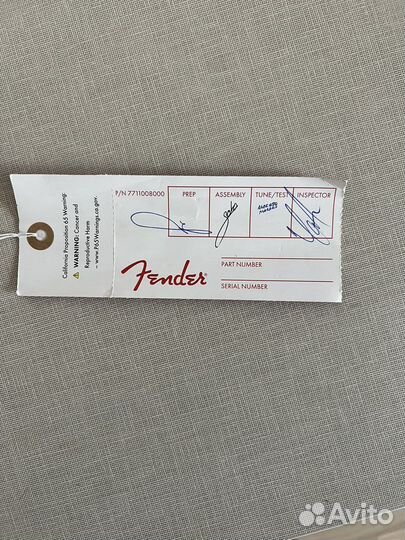 California Proposition 65 Warning.
⚠ WARNING: Cancer and
Reproductive Harm
– www.P65Warnings.ca.gov.
P/N 7711008000 PREP ASSEMBLY TUNE/TEST INSPECTOR
Fender
PART NUMBER
SERIAL NUMBER
Avito